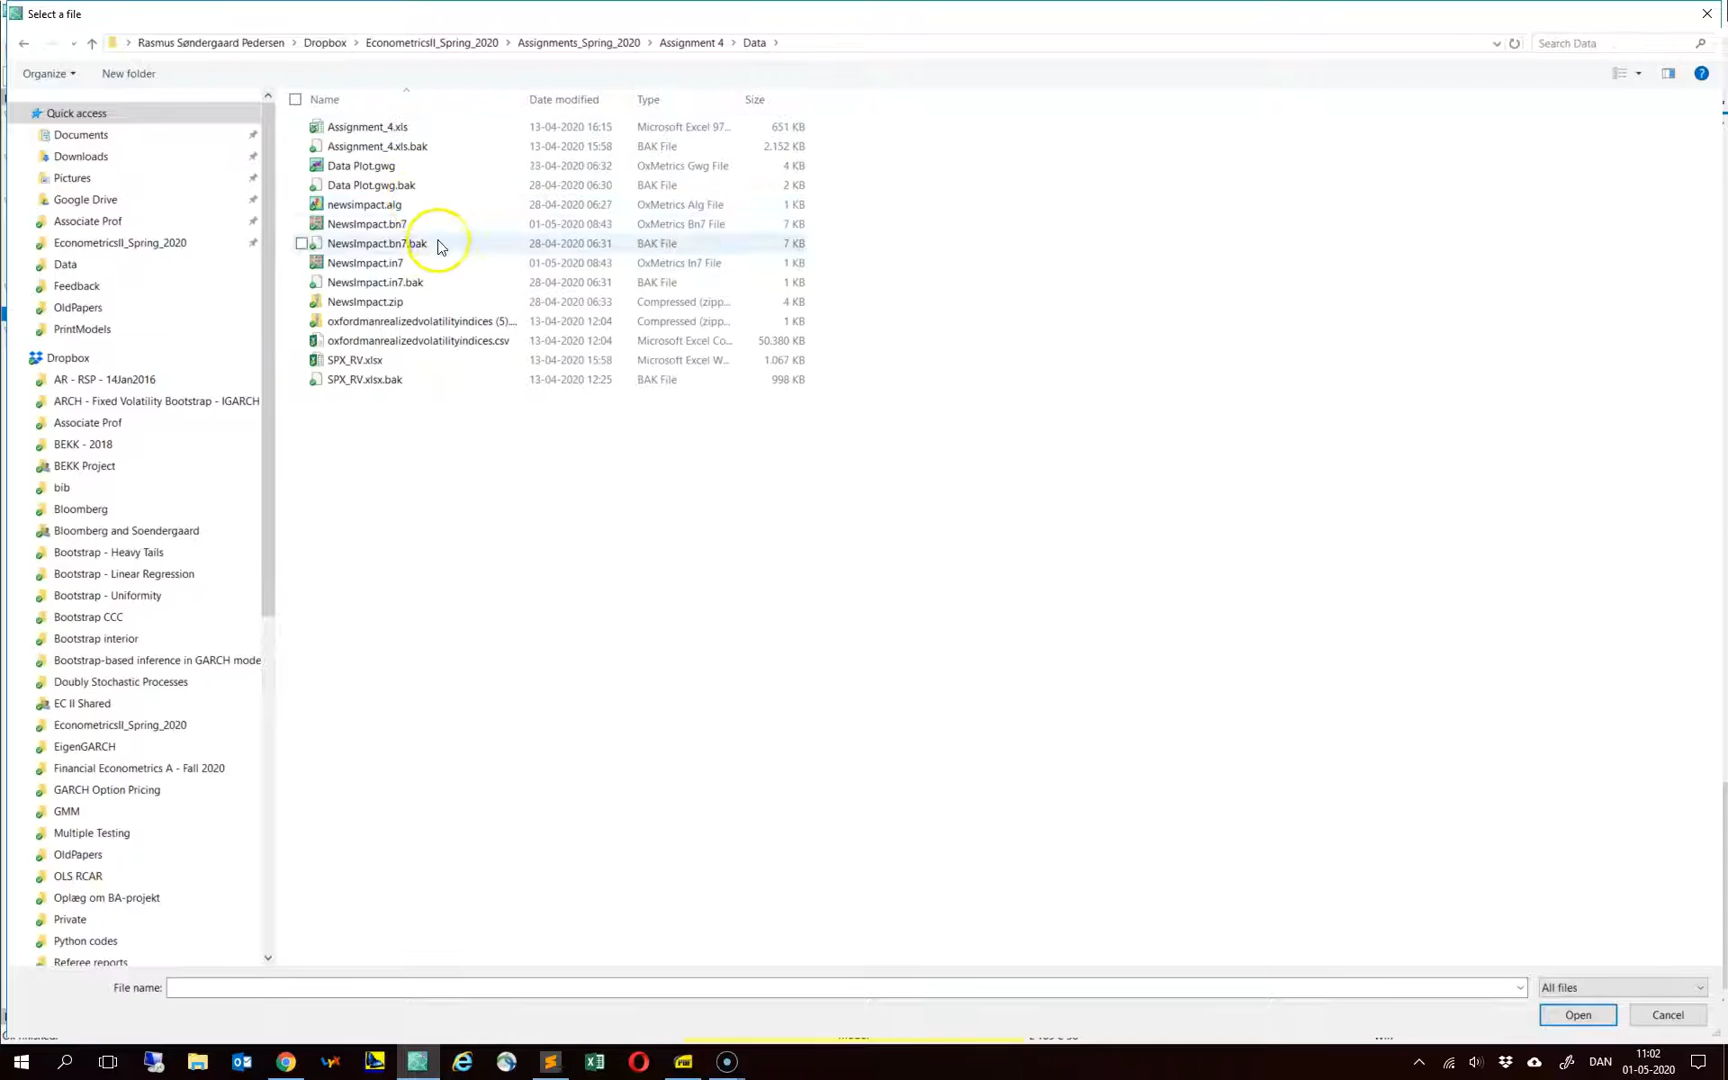 Select a file
Rasmus Søndergaard Pedersen > Dropbox > EconometricsII_Spring_2020 > Assignments_Spring_2020 > Assignment 4 > Data >
Search Data
Organize
New folder
Name Date modified Type Size
Quick access
Documents
Downloads
Pictures
Google Drive
Associate Prof
EconometricsII_Spring_2020
Data
Feedback
OldPapers
PrintModels
Dropbox
AR - RSP - 14Jan2016
ARCH - Fixed Volatility Bootstrap - IGARCH
Associate Prof
BEKK - 2018
BEKK Project
bib
Bloomberg
Bloomberg and Soendergaard
Bootstrap - Heavy Tails
Bootstrap - Linear Regression
Bootstrap - Uniformity
Bootstrap CCC
Bootstrap interior
Bootstrap-based inference in GARCH mode
Doubly Stochastic Processes
EC II Shared
EconometricsII_Spring_2020
EigenGARCH
Financial Econometrics A - Fall 2020
GARCH Option Pricing
GMM
Multiple Testing
OldPapers
OLS RCAR
Oplæg om BA-projekt
Private
Python codes
Referee reports
Assignment_4.xls 13-04-2020 16:15 Microsoft Excel 97... 651 KB
Assignment_4.xls.bak 13-04-2020 15:58 BAK File 2.152 KB
Data Plot.gwg 23-04-2020 06:32 OxMetrics Gwg File 4 KB
Data Plot.gwg.bak 28-04-2020 06:30 BAK File 2 KB
newsimpact.alg 28-04-2020 06:27 OxMetrics Alg File 1 KB
NewsImpact.bn7 01-05-2020 08:43 OxMetrics Bn7 File 7 KB
NewsImpact.bn7.bak 28-04-2020 06:31 BAK File 7 KB
NewsImpact.in7 01-05-2020 08:43 OxMetrics In7 File 1 KB
NewsImpact.in7.bak 28-04-2020 06:31 BAK File 1 KB
NewsImpact.zip 28-04-2020 06:33 Compressed (zipp... 4 KB
oxfordmanrealizedvolatilityindices (5).... 13-04-2020 12:04 Compressed (zipp... 1 KB
oxfordmanrealizedvolatilityindices.csv 13-04-2020 12:04 Microsoft Excel Co... 50.380 KB
SPX_RV.xlsx 13-04-2020 15:58 Microsoft Excel W... 1.067 KB
SPX_RV.xlsx.bak 13-04-2020 12:25 BAK File 998 KB
File name:
All files
Open
Cancel
DAN
11:02
01-05-2020